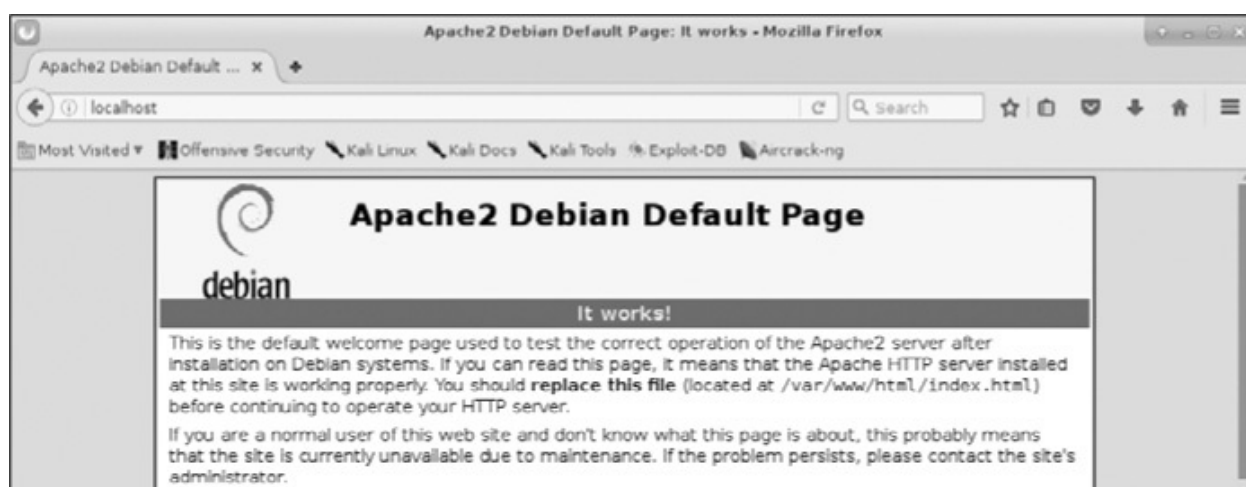 Apache2 Debian Default Page: It works - Mozilla Firefox
Apache2 Debian Default ...
localhost
Search
Most Visited Offensive Security Kali Linux Kali Docs Kali Tools Exploit-DB Aircrack-ng
debian
Apache2 Debian Default Page
It works!
This is the default welcome page used to test the correct operation of the Apache2 server after
installation on Debian systems. If you can read this page, it means that the Apache HTTP server installed
at this site is working properly. You should replace this file (located at /var/www/html/index.html)
before continuing to operate your HTTP server.
If you are a normal user of this web site and don't know what this page is about, this probably means
that the site is currently unavailable due to maintenance. If the problem persists, please contact the site's
administrator.